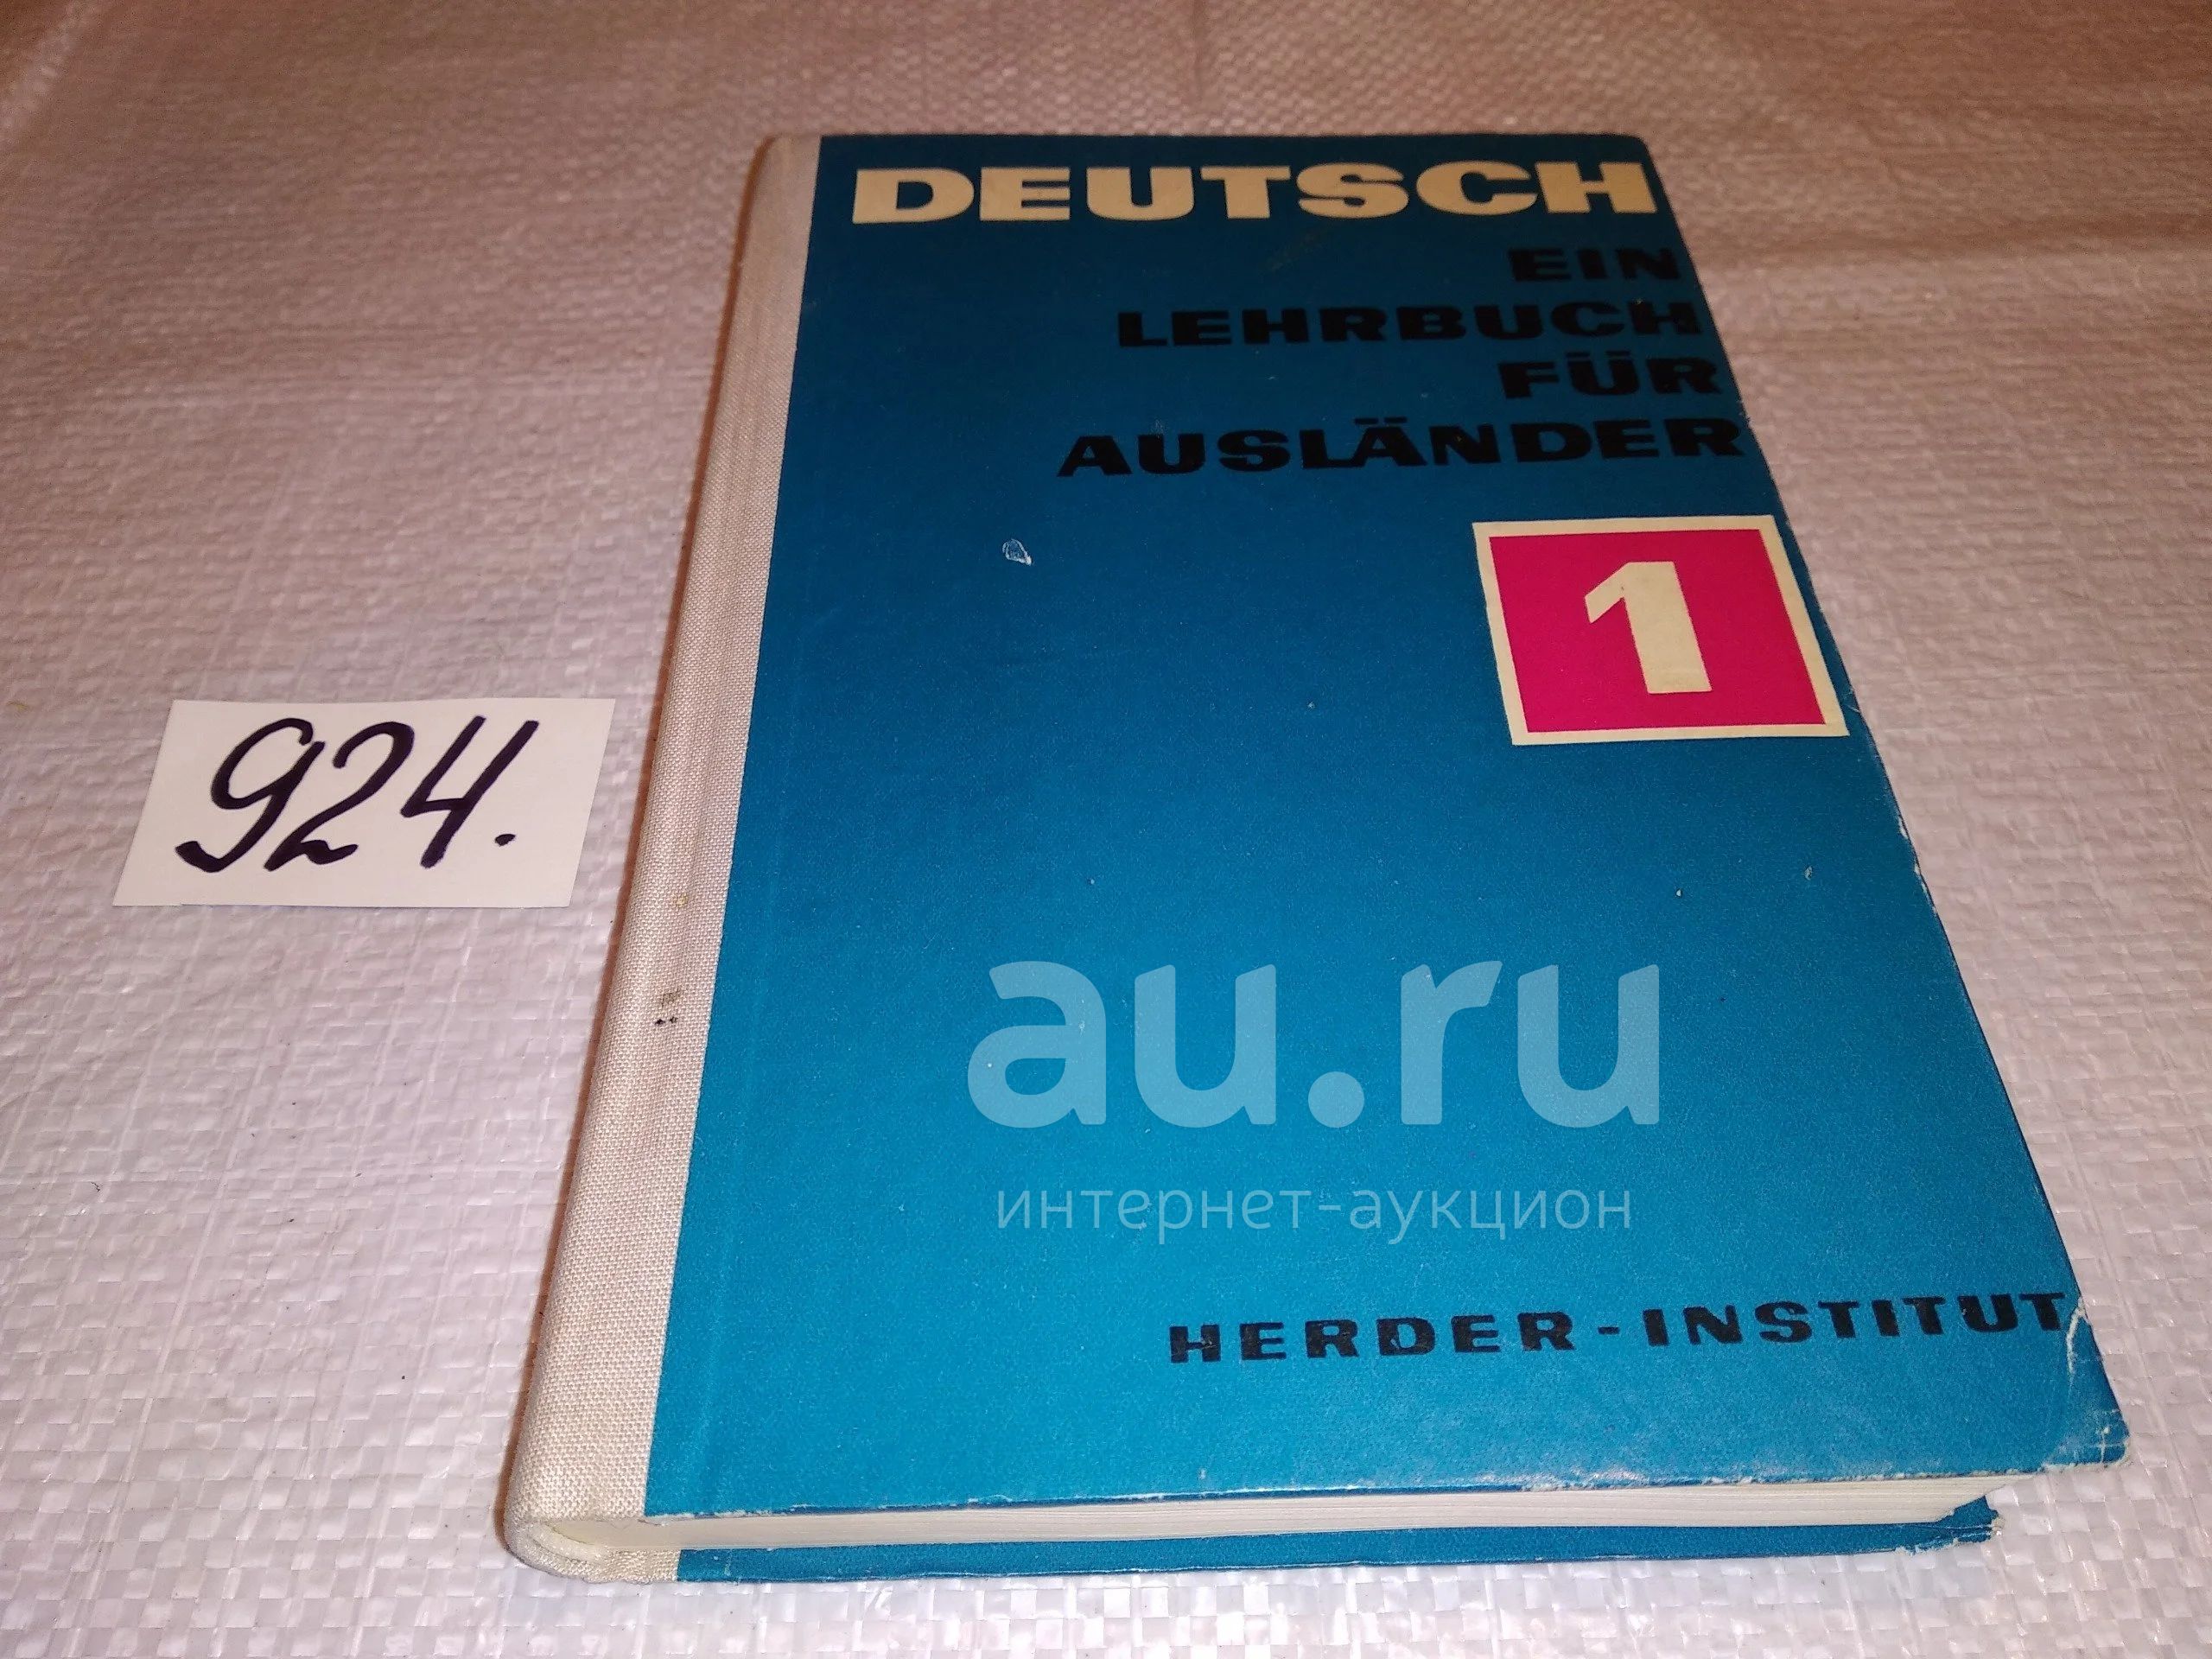 DEUTSCH
EIN
LEHRBUCH
FÜR
AUSLÄNDER
1
924.
au.ru
интернет-аукцион
HERDER-INSTITUT